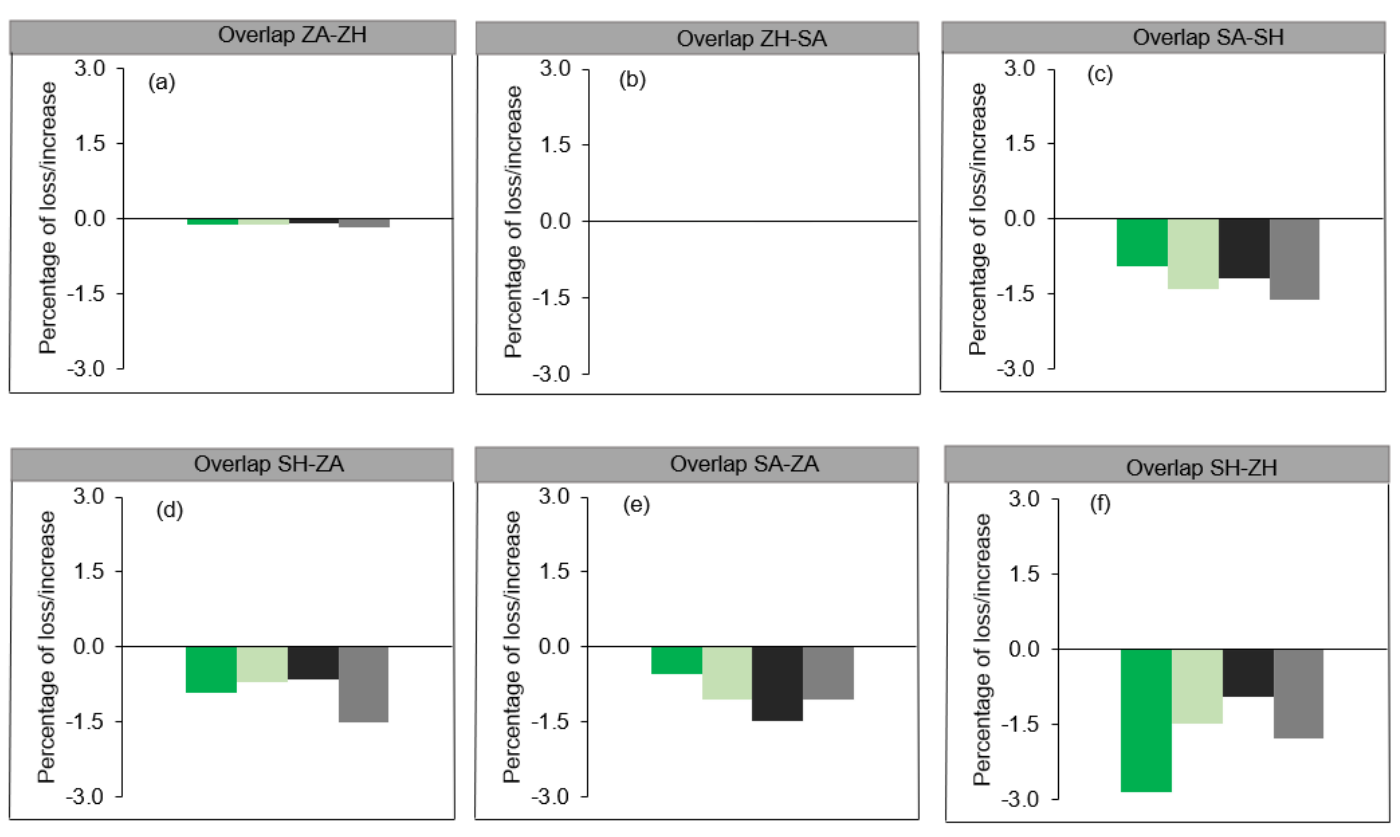 Overlap ZA-ZH
Percentage of loss/increase
(a)
3.0
1.5
0.0
-1.5
-3.0
Overlap ZH-SA
Percentage of loss/increase
(b)
3.0
1.5
0.0
-1.5
-3.0
Overlap SA-SH
Percentage of loss/increase
(c)
3.0
1.5
0.0
-1.5
-3.0
Overlap SH-ZA
Percentage of loss/increase
(d)
3.0
1.5
0.0
-1.5
-3.0
Overlap SA-ZA
Percentage of loss/increase
(e)
3.0
1.5
0.0
-1.5
-3.0
Overlap SH-ZH
Percentage of loss/increase
(f)
3.0
1.5
0.0
-1.5
-3.0